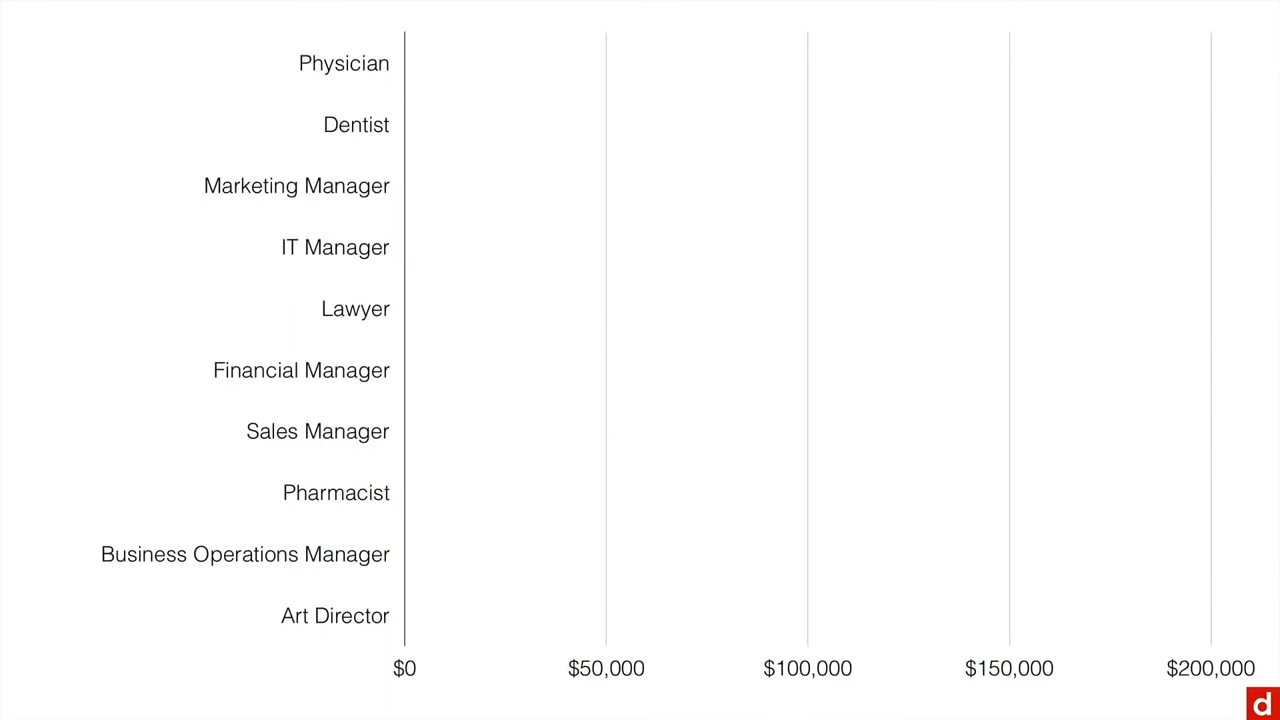 Physician
Dentist
Marketing Manager
IT Manager
Lawyer
Financial Manager
Sales Manager
Pharmacist
Business Operations Manager
Art Director
$0 $50,000 $100,000 $150,000 $200,000
d